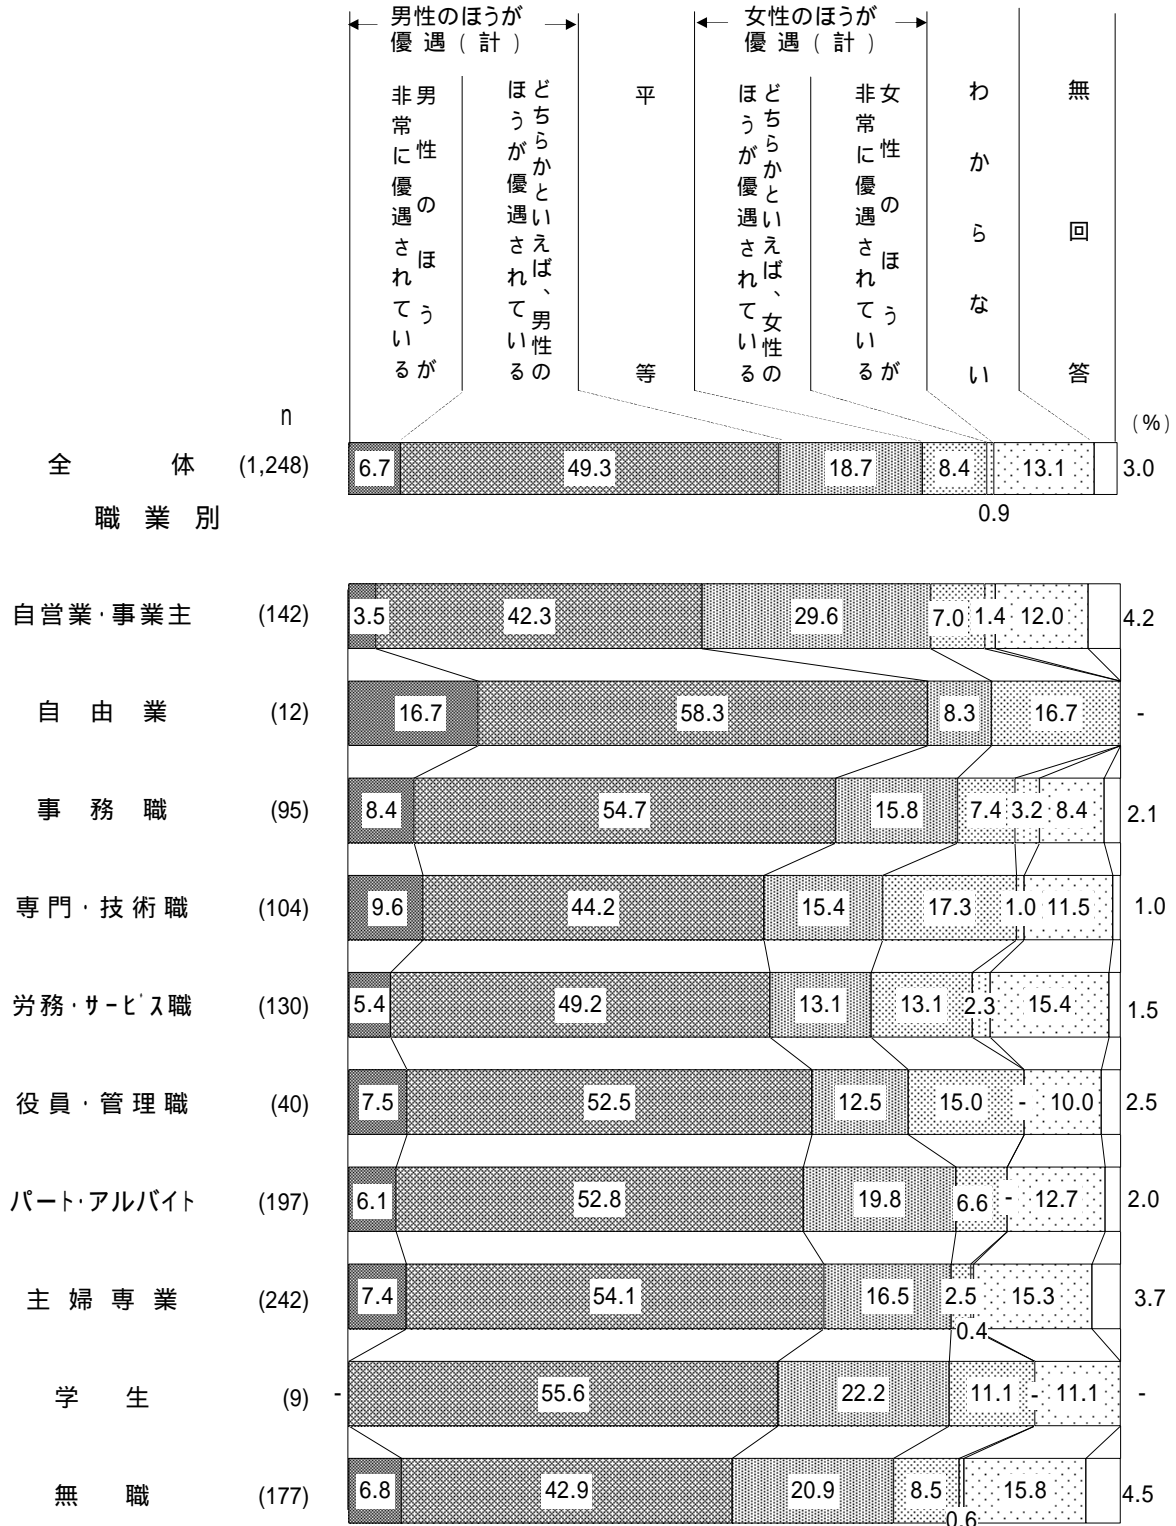 男性のほうが
優遇(計)
女性のほうが
優遇(計)
男性のほうが
非常に優遇されている
どちらかといえば、男性の
ほうが優遇されている
平等
どちらかといえば、女性の
ほうが優遇されている
女性のほうが
非常に優遇されている
わからない
無回答
n
(%)
全体 (1,248) 6.7 49.3 18.7 8.4 13.1 3.0
0.9
職業別
自営業・事業主 (142) 3.5 42.3 29.6 7.0 1.4 12.0 4.2
自由業 (12) 16.7 58.3 8.3 16.7 -
事務職 (95) 8.4 54.7 15.8 7.4 3.2 8.4 2.1
専門・技術職 (104) 9.6 44.2 15.4 17.3 1.0 11.5 1.0
労務・サービス職 (130) 5.4 49.2 13.1 13.1 2.3 15.4 1.5
役員・管理職 (40) 7.5 52.5 12.5 15.0 - 10.0 2.5
パート・アルバイト (197) 6.1 52.8 19.8 6.6 - 12.7 2.0
主婦専業 (242) 7.4 54.1 16.5 2.5 15.3 3.7
0.4
学生 (9) - 55.6 22.2 11.1 - 11.1 -
無職 (177) 6.8 42.9 20.9 8.5 15.8 4.5
0.6